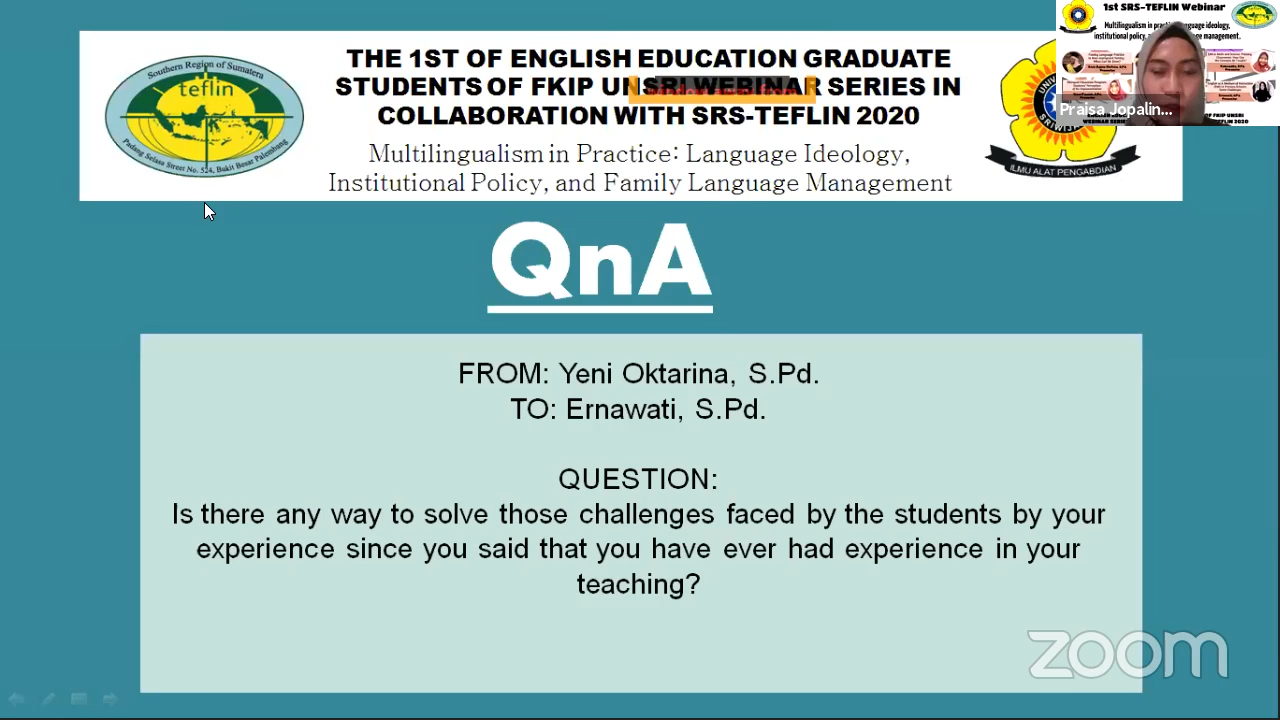 THE 1ST OF ENGLISH EDUCATION GRADUATE
STUDENTS OF FKIP UNSRI WEBINAR SERIES IN
COLLABORATION WITH SRS-TEFLIN 2020
Multilingualism in Practice: Language Ideology,
Institutional Policy, and Family Language Management
Southern Region of Sumatera
teflin
Padang Selasa Street No. 524, Bukit Besar Palembang
ILMU ALAT PENGABDIAN
1st SRS-TEFLIN Webinar
Praisa Jopalin...
QnA
FROM: Yeni Oktarina, S.Pd.
TO: Ernawati, S.Pd.
QUESTION:
Is there any way to solve those challenges faced by the students by your
experience since you said that you have ever had experience in your
teaching?
zoom